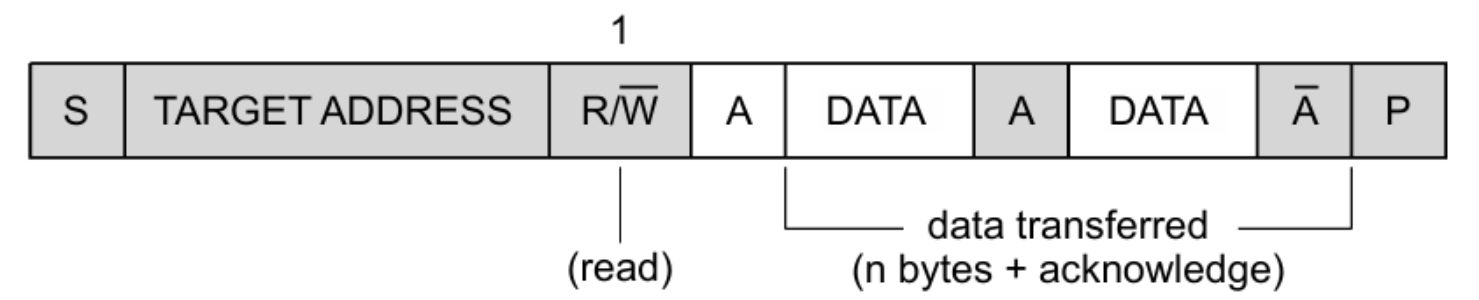 1
S TARGET ADDRESS R/W̅ A DATA A DATA A̅ P
data transferred
(read) (n bytes + acknowledge)